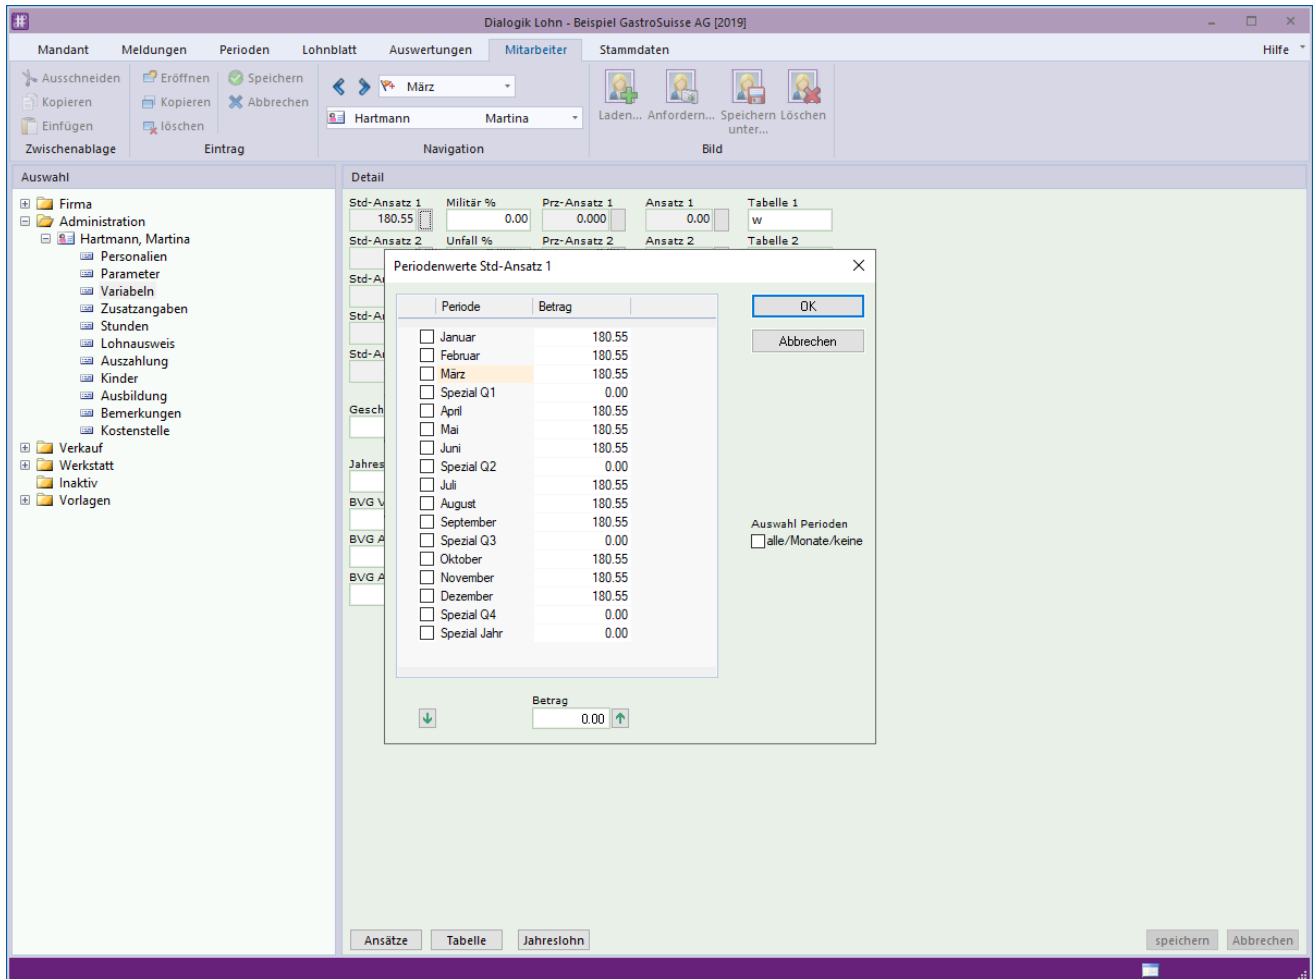 Dialogik Lohn - Beispiel GastroSuisse AG [2019]
Mandant Meldungen Perioden Lohnblatt Auswertungen Mitarbeiter Stammdaten Hilfe
Ausschneiden Eröffnen Speichern März
Kopieren Kopieren Abbrechen
Einfügen löschen Hartmann Martina
Laden... Anfordern... Speichern unter... Löschen
Zwischenablage Eintrag Navigation Bild
Auswahl
Firma
Administration
Hartmann, Martina
Personalien
Parameter
Variabeln
Zusatzangaben
Stunden
Lohnausweis
Auszahlung
Kinder
Ausbildung
Bemerkungen
Kostenstelle
Verkauf
Werkstatt
Inaktiv
Vorlagen
Detail
Std-Ansatz 1 Militär % Prz-Ansatz 1 Ansatz 1 Tabelle 1
180.55 0.00 0.000 0.00 w
Std-Ansatz 2 Unfall % Prz-Ansatz 2 Ansatz 2 Tabelle 2
Std-A
Std-A
Std-A
Gesch
Jahres
BVG V
BVG A
BVG A
Periodenwerte Std-Ansatz 1
Periode Betrag
Januar 180.55
Februar 180.55
März 180.55
Spezial Q1 0.00
April 180.55
Mai 180.55
Juni 180.55
Spezial Q2 0.00
Juli 180.55
August 180.55
September 180.55
Spezial Q3 0.00
Oktober 180.55
November 180.55
Dezember 180.55
Spezial Q4 0.00
Spezial Jahr 0.00
OK
Abbrechen
Auswahl Perioden
alle/Monate/keine
Betrag
0.00
Ansätze Tabelle Jahreslohn speichern Abbrechen